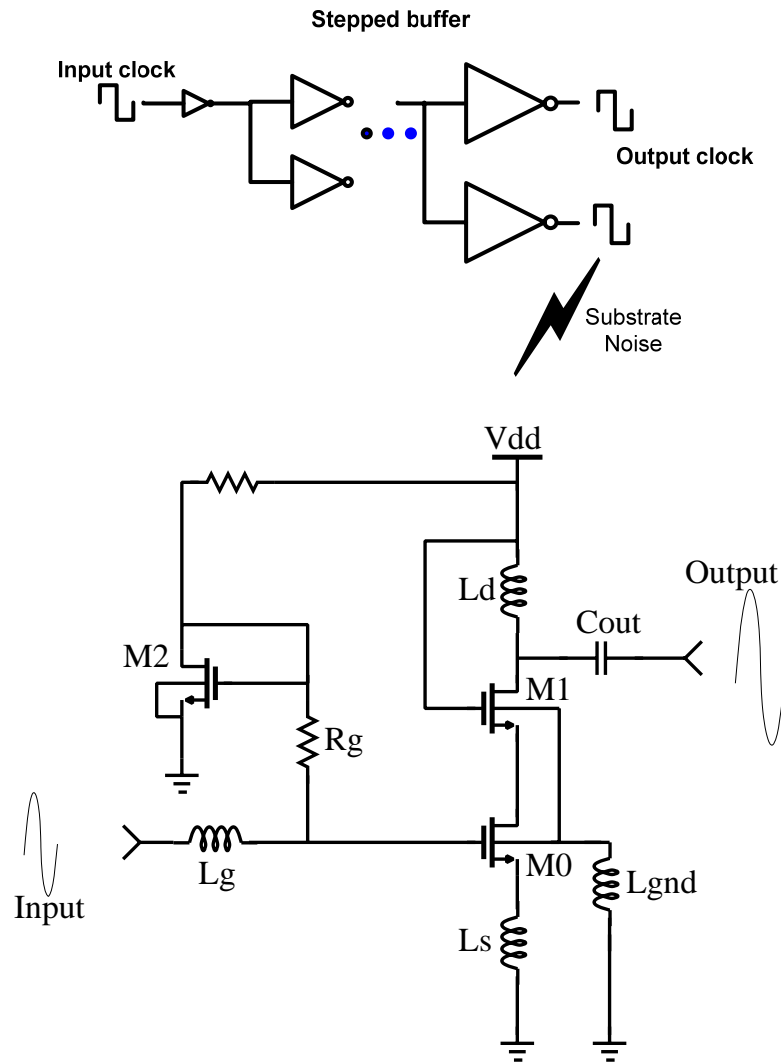 Stepped buffer
Input clock
Output clock
Substrate
Noise
Vdd
Ld
Output
Cout
M2
M1
Rg
Lg
M0
Lgnd
Input
Ls